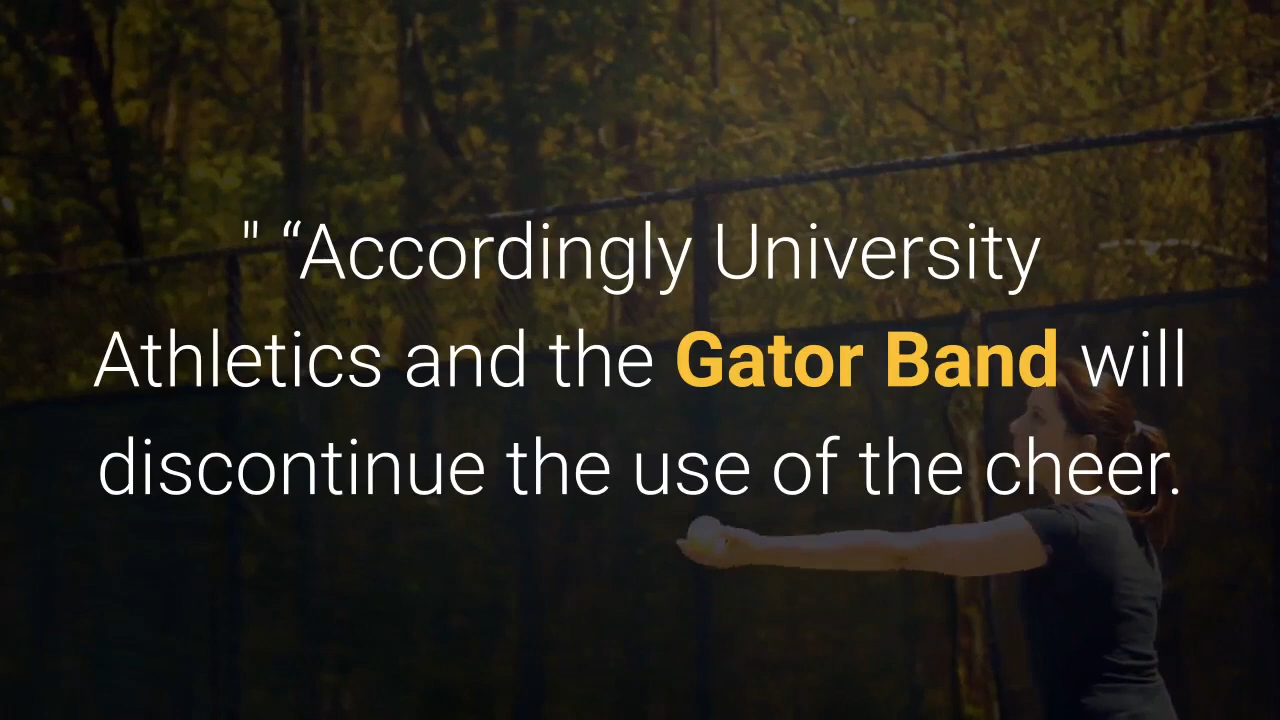 " “Accordingly University
Athletics and the Gator Band will
discontinue the use of the cheer.